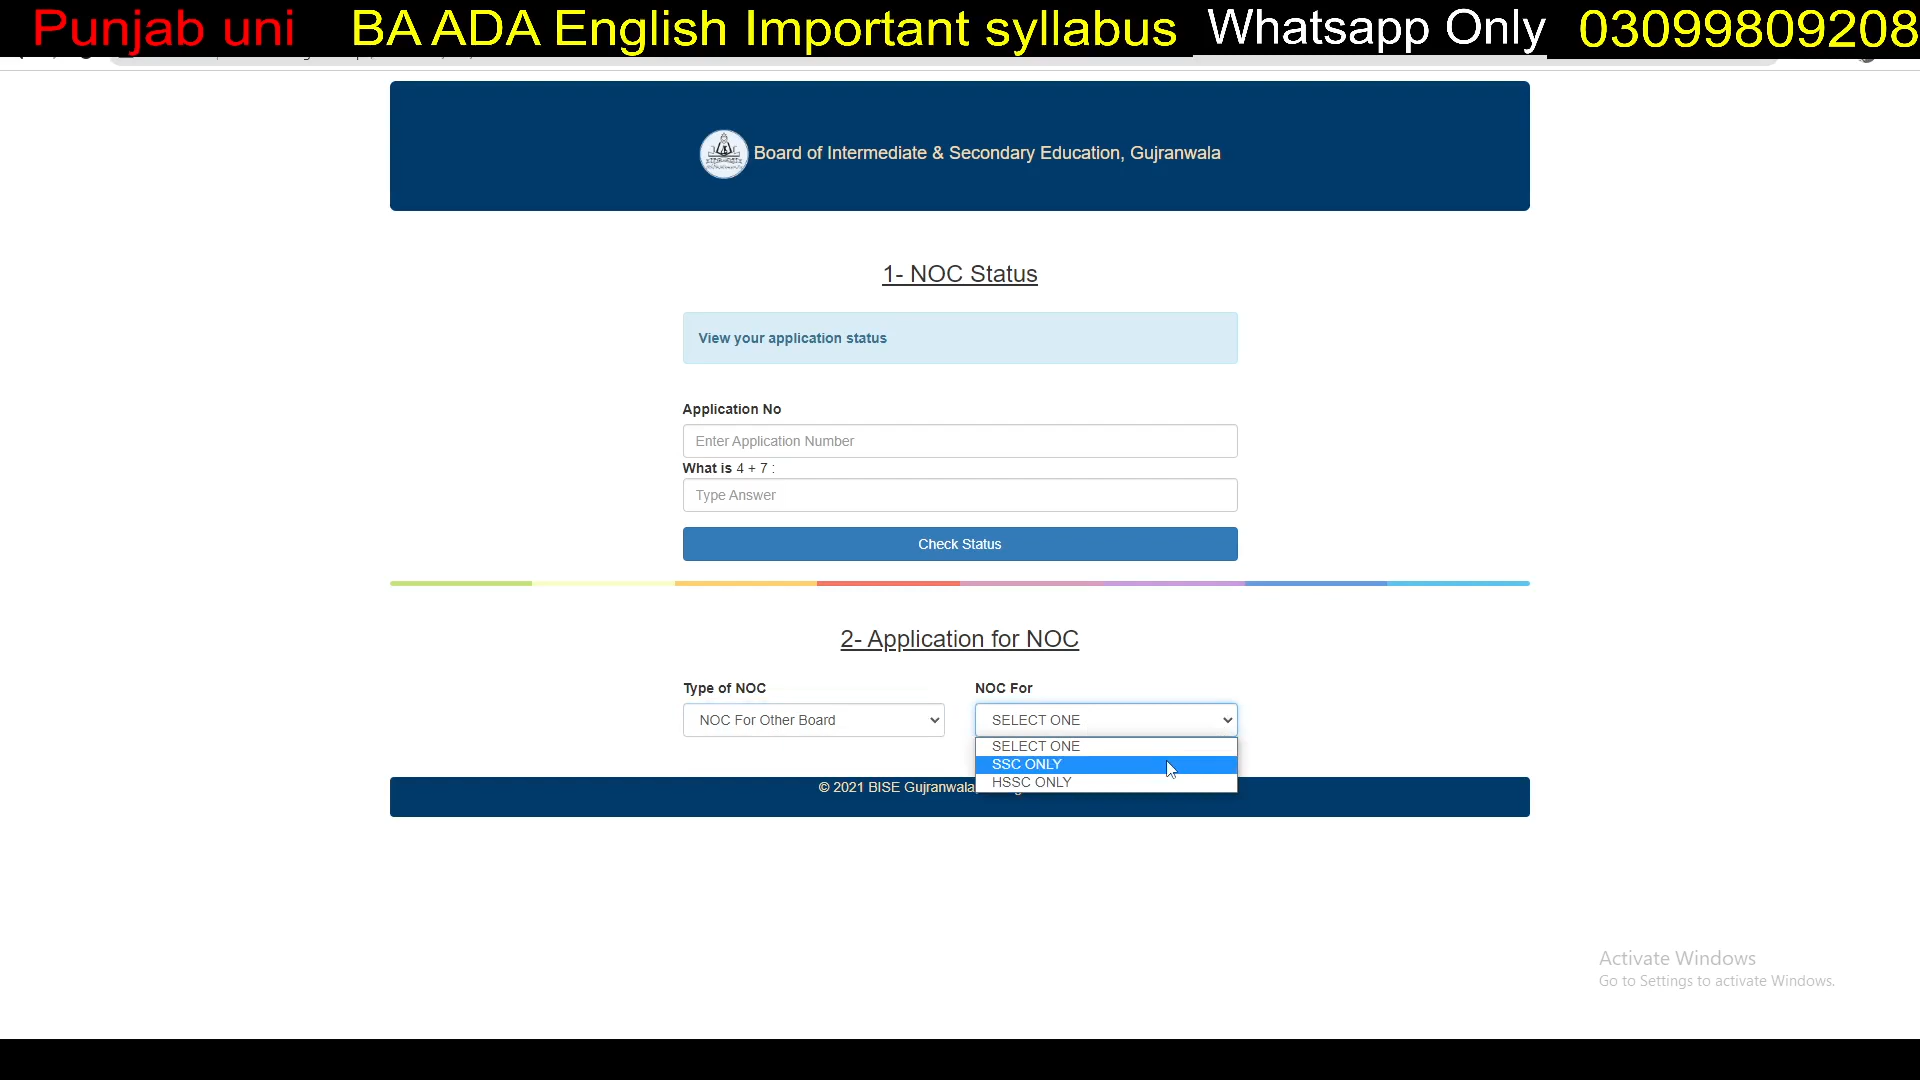 Punjab uni BA ADA English Important syllabus Whatsapp Only 03099809208
Board of Intermediate & Secondary Education, Gujranwala
1- NOC Status
View your application status
Application No
Enter Application Number
What is 4 + 7 :
Type Answer
Check Status
2- Application for NOC
Type of NOC NOC For
NOC For Other Board SELECT ONE
SELECT ONE
SSC ONLY
HSSC ONLY
© 2021 BISE Gujranwala
Activate Windows
Go to Settings to activate Windows.